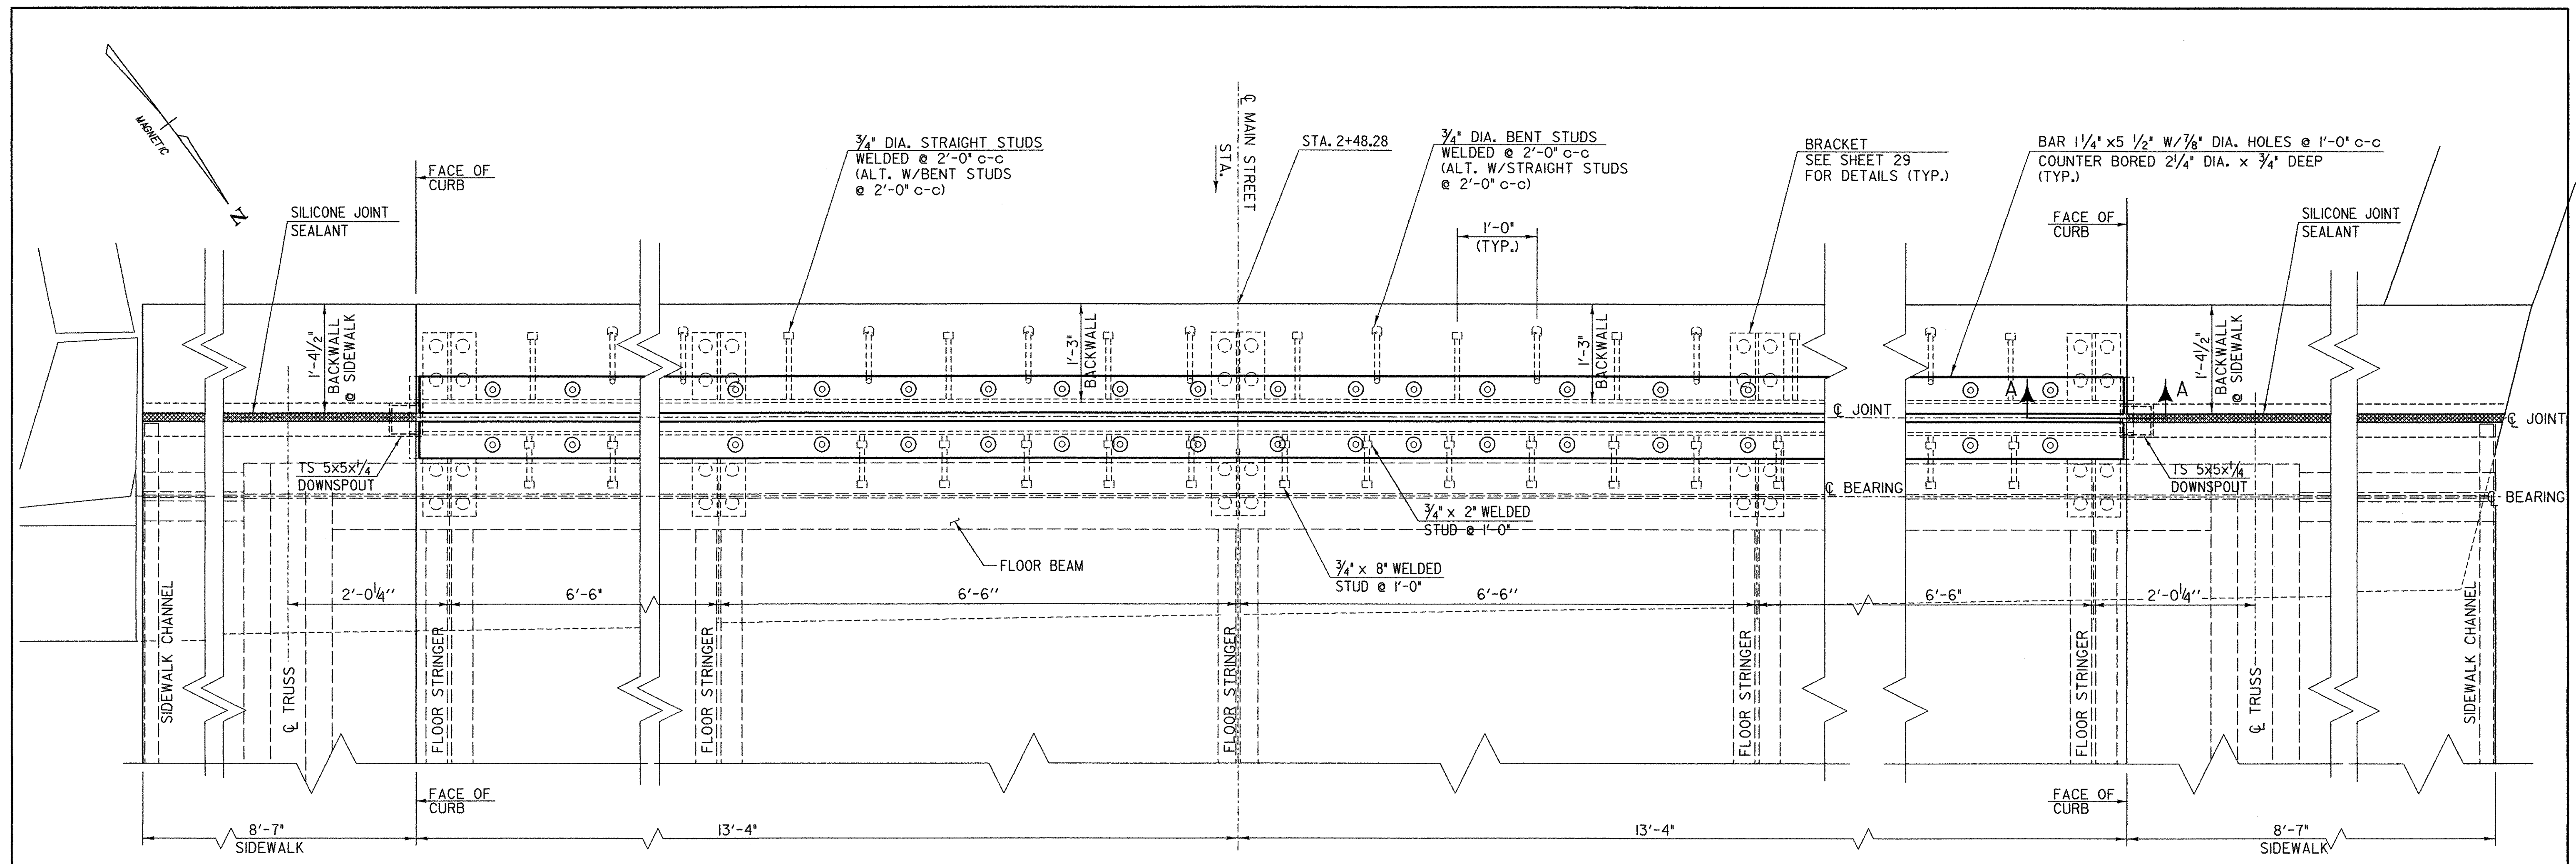 MAGNETIC
N
FACE OF
CURB
SILICONE JOINT
SEALANT
3/4" DIA. STRAIGHT STUDS
WELDED @ 2'-0" c-c
(ALT. W/BENT STUDS
@ 2'-0" c-c)
STA.
℄ MAIN STREET
STA. 2+48.28
3/4" DIA. BENT STUDS
WELDED @ 2'-0" c-c
(ALT. W/STRAIGHT STUDS
@ 2'-0" c-c)
1'-0"
(TYP.)
BRACKET
SEE SHEET 29
FOR DETAILS (TYP.)
BAR 1 1/4" x5 1/2" W/7/8" DIA. HOLES @ 1'-0" c-c
COUNTER BORED 2 1/4" DIA. x 3/4" DEEP
(TYP.)
FACE OF
CURB
SILICONE JOINT
SEALANT
1'-4 1/2"
BACKWALL
@ SIDEWALK
1'-3"
BACKWALL
1'-3"
BACKWALL
1'-4 1/2"
BACKWALL
@ SIDEWALK
A
A
℄ JOINT
℄ JOINT
TS 5x5x1/4
DOWNSPOUT
TS 5x5x1/4
DOWNSPOUT
℄ BEARING
℄ BEARING
3/4" x 2" WELDED
STUD @ 1'-0"
3/4" x 8" WELDED
STUD @ 1'-0"
FLOOR BEAM
2'-0 1/4"
6'-6"
6'-6"
6'-6"
6'-6"
2'-0 1/4"
SIDEWALK CHANNEL
℄ TRUSS
FLOOR STRINGER
FLOOR STRINGER
FLOOR STRINGER
FLOOR STRINGER
FLOOR STRINGER
℄ TRUSS
SIDEWALK CHANNEL
FACE OF
CURB
FACE OF
CURB
8'-7"
SIDEWALK
13'-4"
13'-4"
8'-7"
SIDEWALK